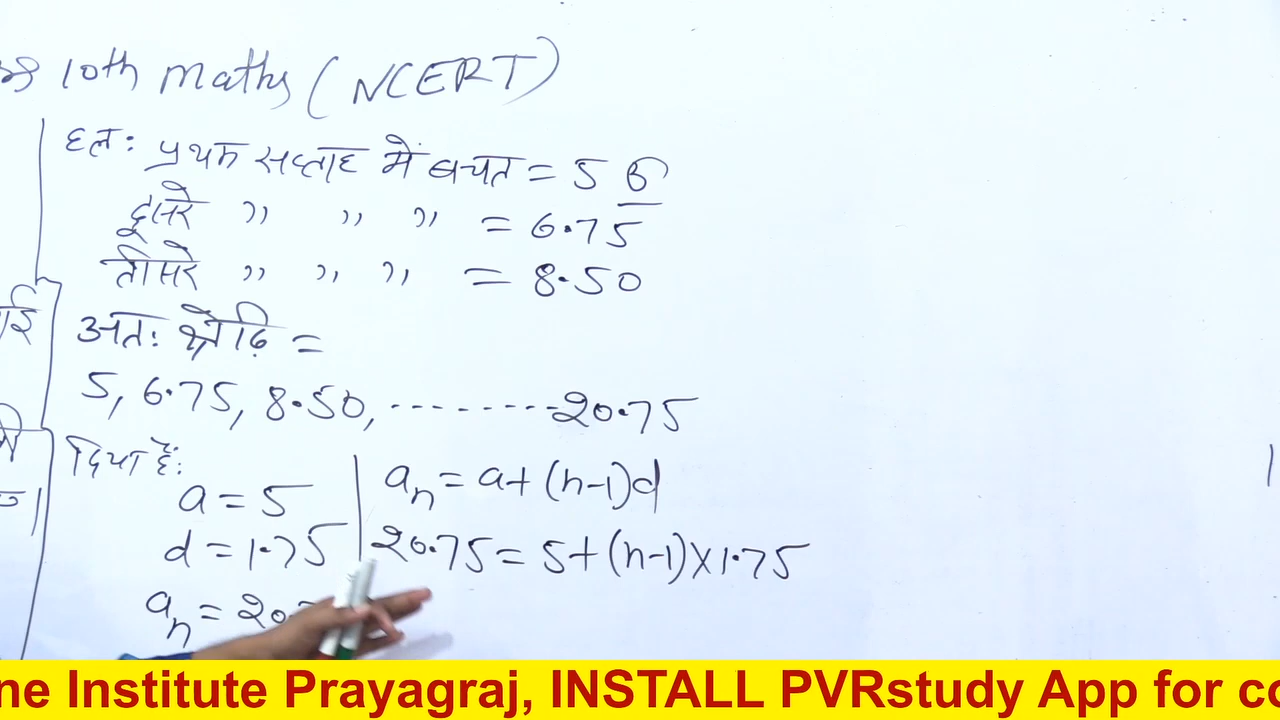 10th maths (NCERT)
हल: प्रथम सप्ताह में बचत = 5 रु
दूसरे " " " = 6.75
तीसरे " " " = 8.50
अतः श्रेढ़ि =
5, 6.75, 8.50, --------- 20.75
दिया है:
a = 5
d = 1.75
aₙ = 20.
aₙ = a+(n-1)d
20.75 = 5+(n-1)×1.75
ne Institute Prayagraj, INSTALL PVRstudy App for co